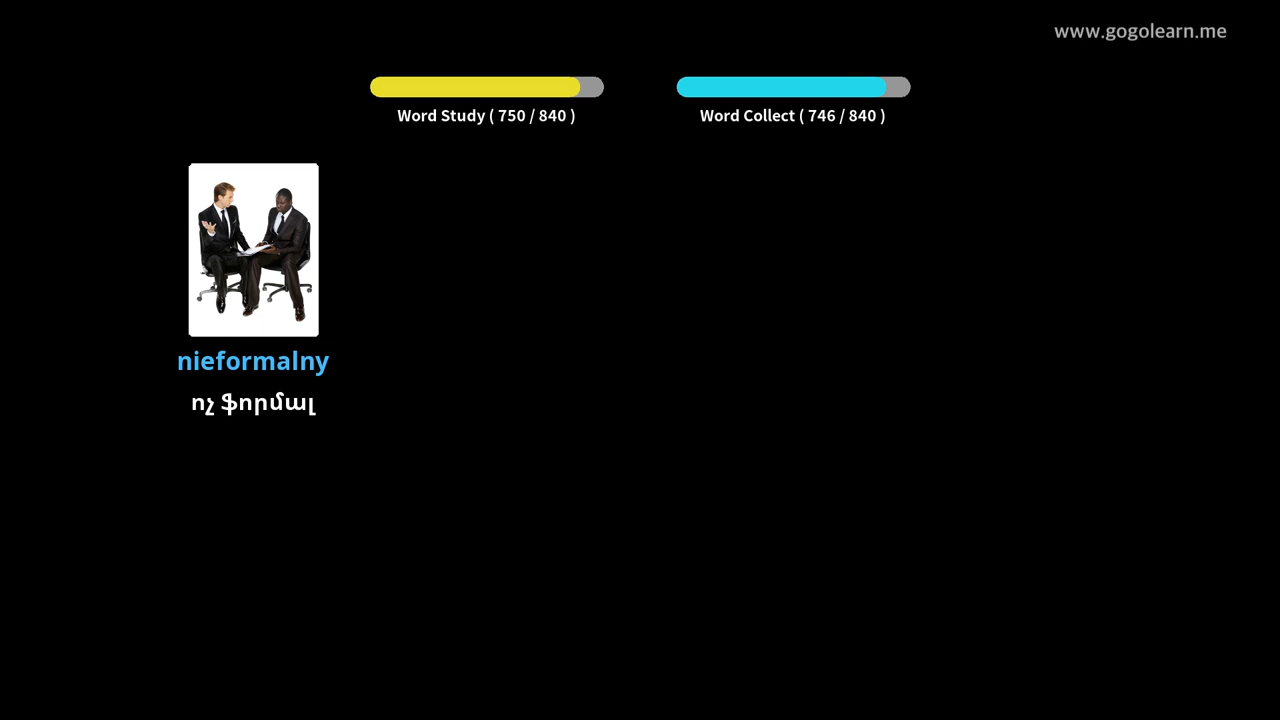 www.gogolearn.me
Word Study ( 750 / 840 )
Word Collect ( 746 / 840 )
nieformalny
ոչ ֆորմալ